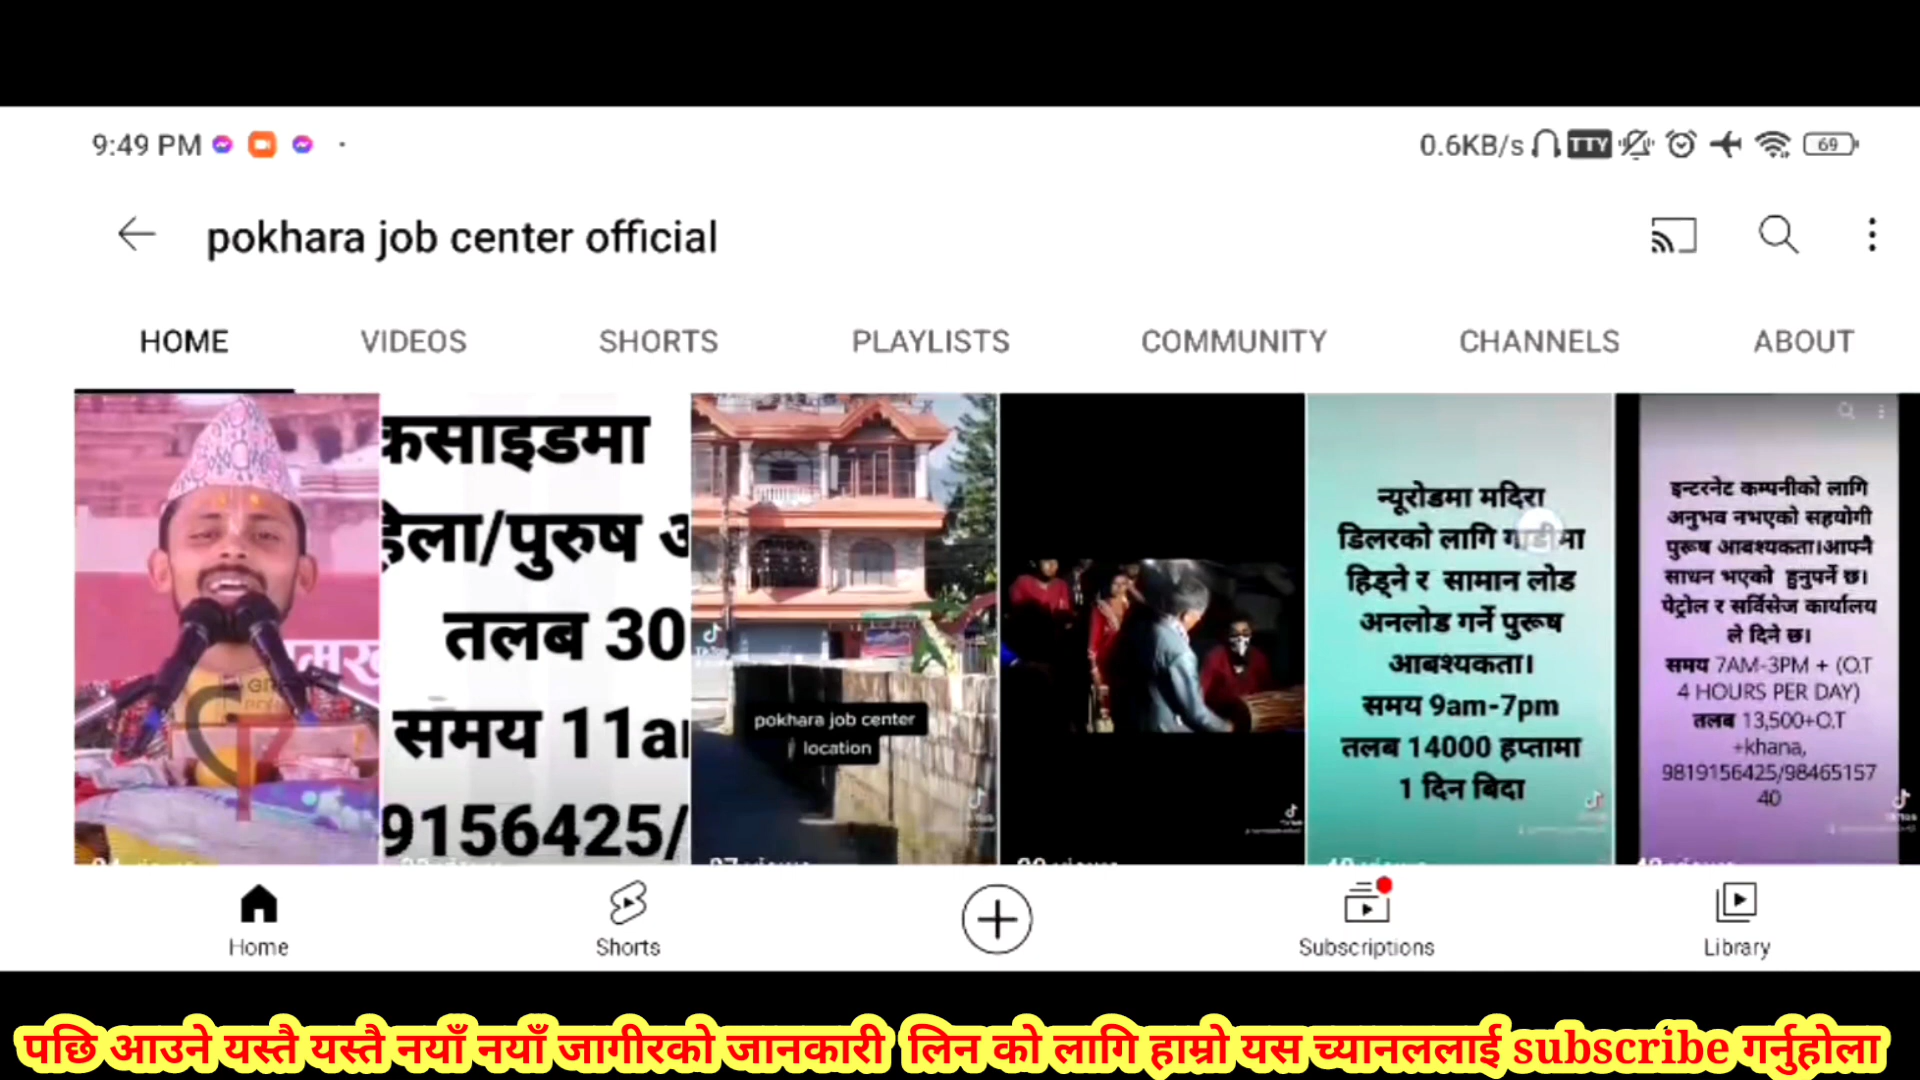 9:49 PM
0.6KB/s TTY 69
pokhara job center official
HOME VIDEOS SHORTS PLAYLISTS COMMUNITY CHANNELS ABOUT
कसाइडमा
हिला/पुरुष
तलब 30
समय 11a
9156425/
pokhara job center
location
न्यूरोडमा मदिरा
डिलरको लागि गाडीमा
हिड्ने र सामान लोड
अनलोड गर्ने पुरूष
आबश्यकता।
समय 9am-7pm
तलब 14000 हप्तामा
1 दिन बिदा
इन्टरनेट कम्पनीको लागि
अनुभव नभएको सहयोगी
पुरूष आबश्यकता।आफ्नै
साधन भएको हुनुपर्ने छ।
पेट्रोल र सर्विसेज कार्यालय
ले दिने छ।
समय 7AM-3PM + (O.T
4 HOURS PER DAY)
तलब 13,500+O.T
+khana,
9819156425/98465157
40
Home Shorts Subscriptions Library
पछि आउने यस्तै यस्तै नयाँ नयाँ जागीरको जानकारी लिन को लागि हाम्रो यस च्यानललाई subscribe गर्नुहोला